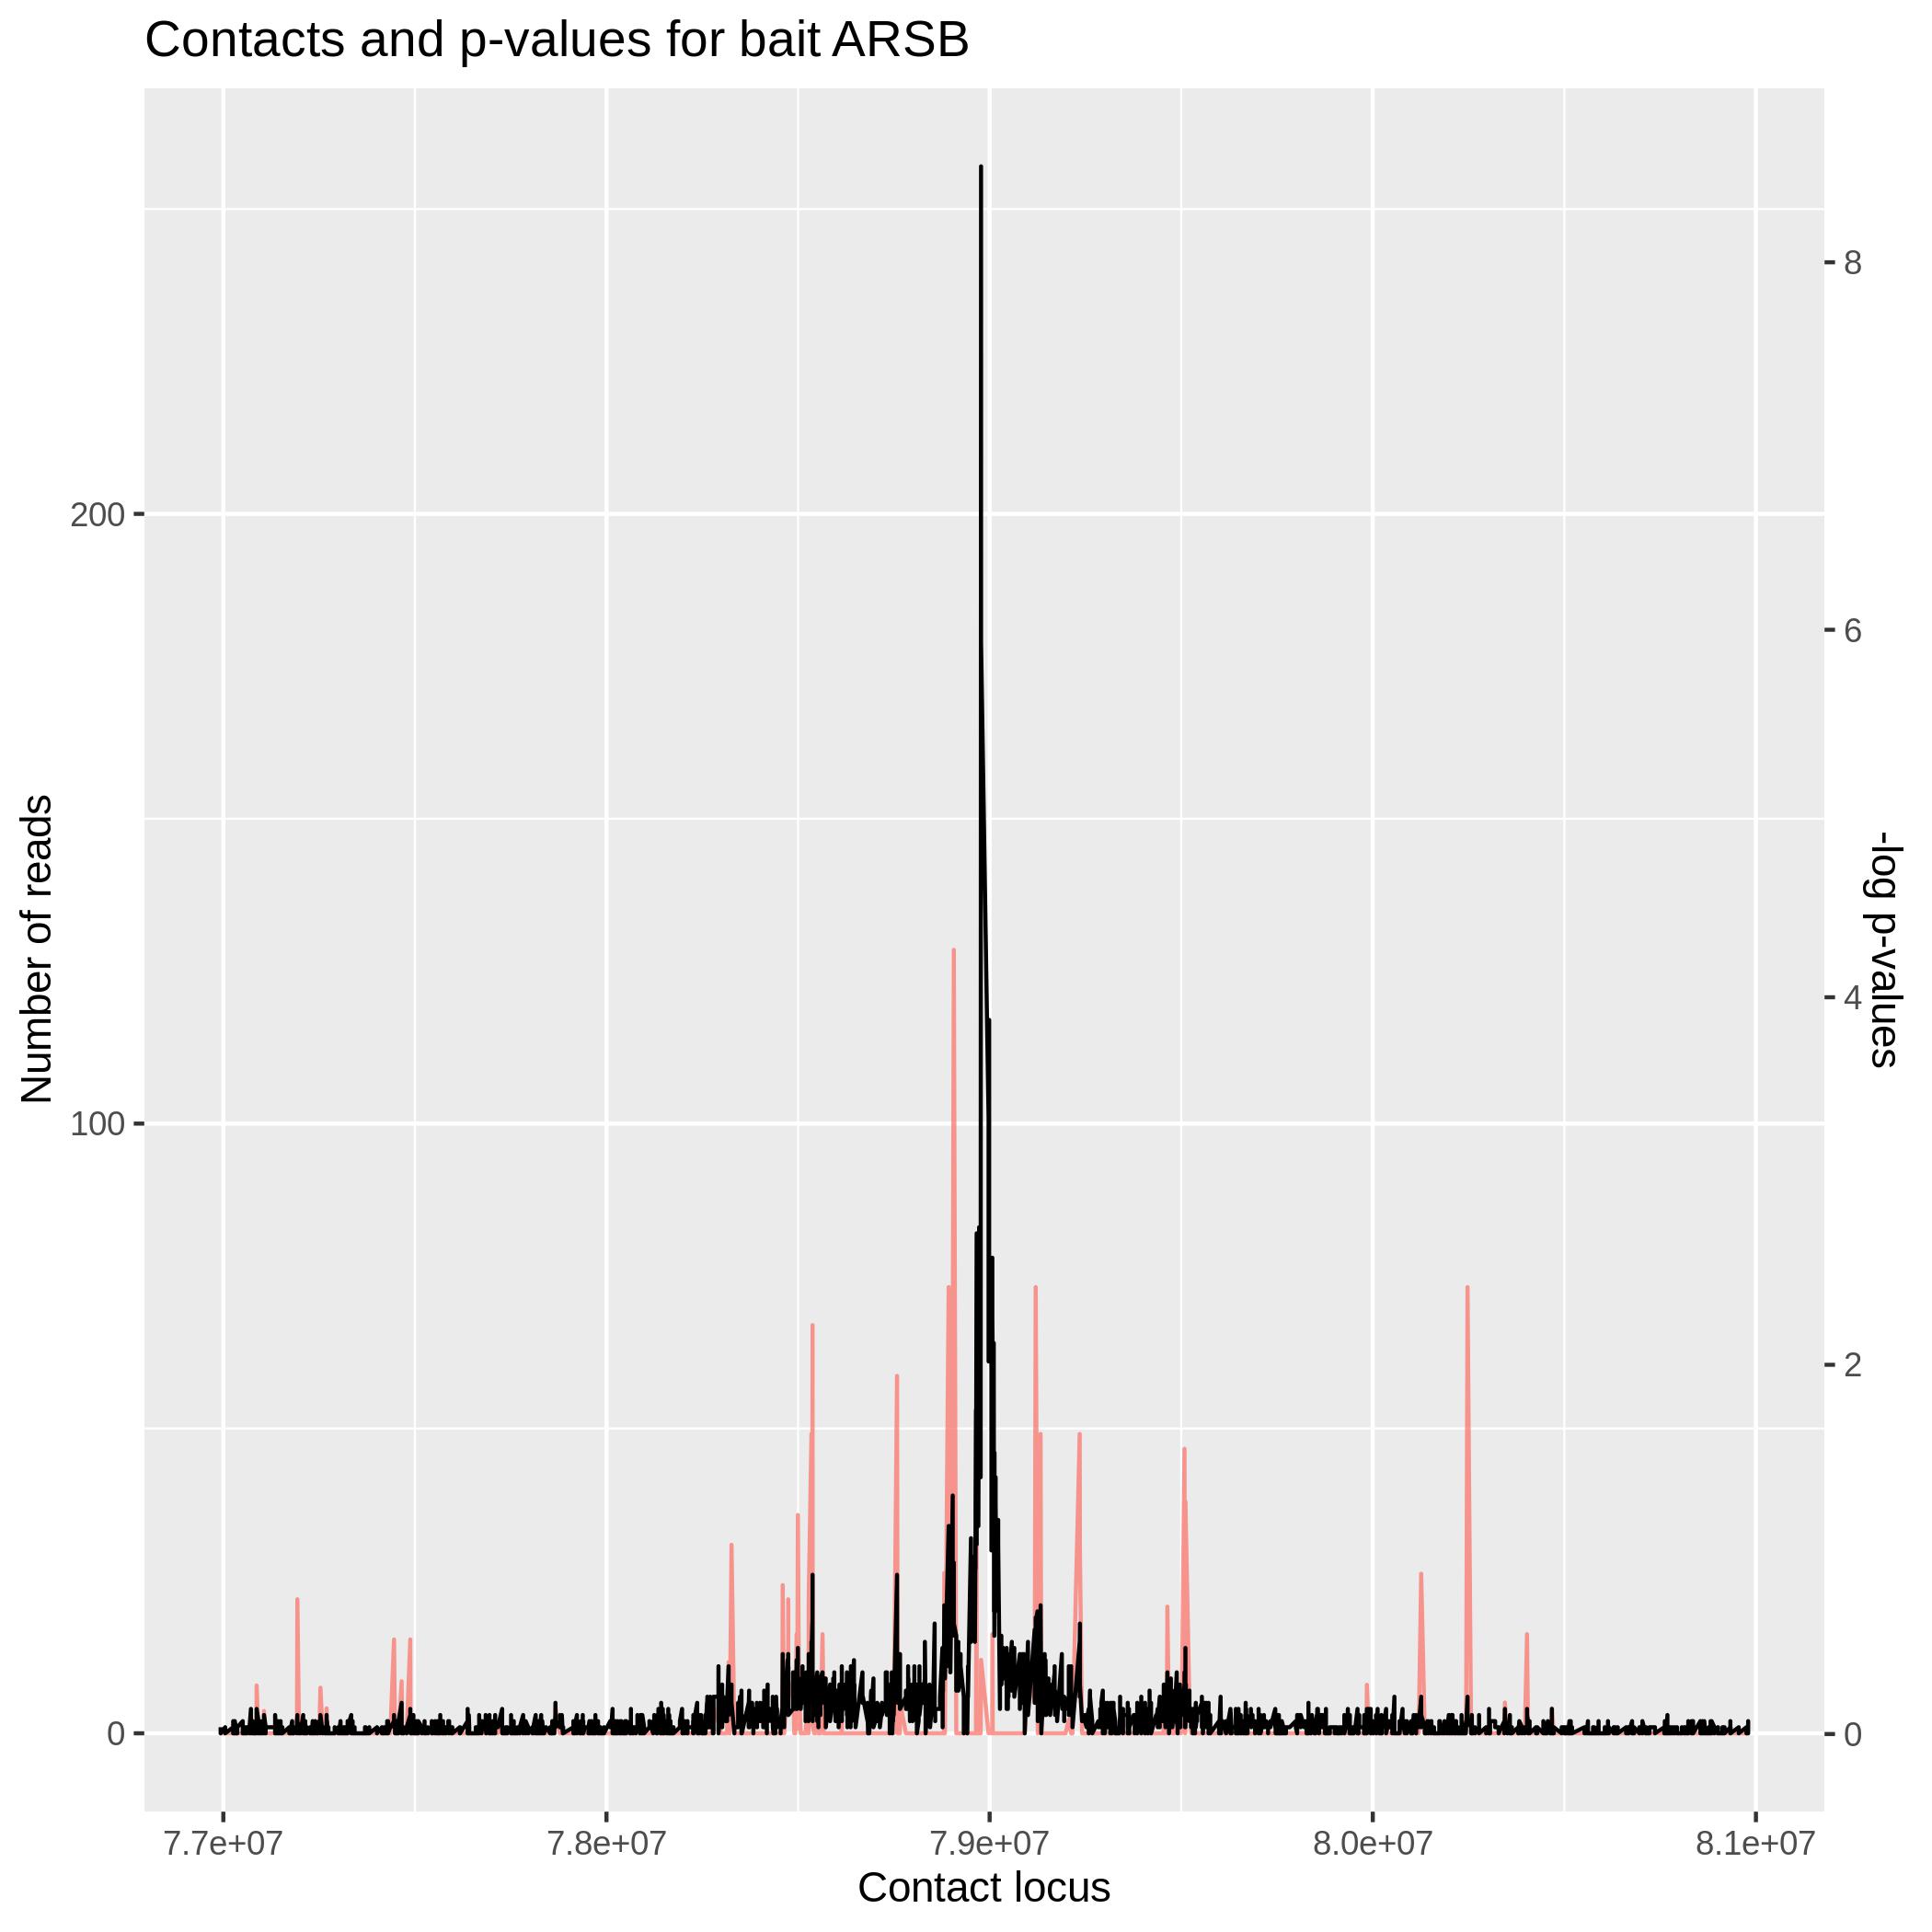 Contacts and p-values for bait ARSB
Number of reads
200
100
0
8
6
4
2
0
-log p-values
7.7e+07
7.8e+07
7.9e+07
8.0e+07
8.1e+07
Contact locus